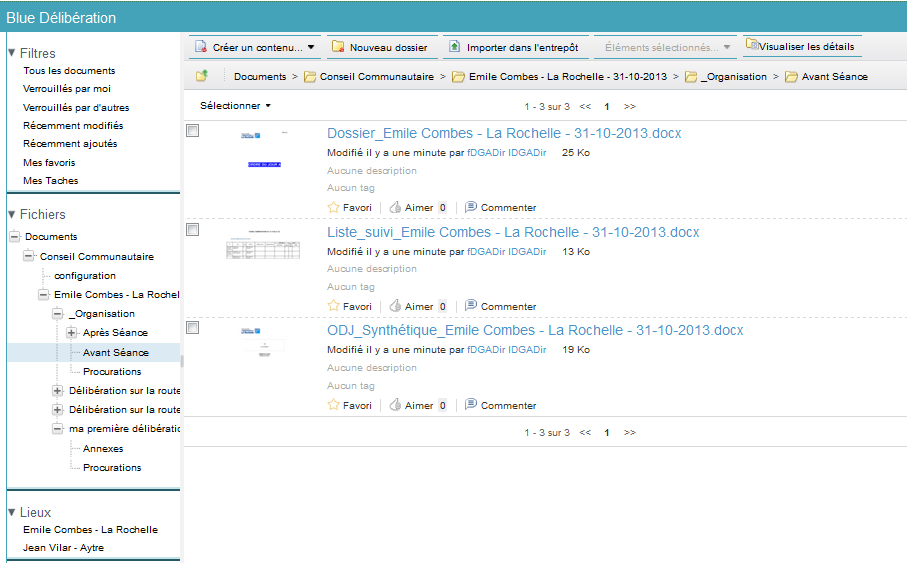 Blue Délibération
Filtres
Tous les documents
Verrouillés par moi
Verrouillés par d'autres
Récemment modifiés
Récemment ajoutés
Mes favoris
Mes Taches
Fichiers
Documents
Conseil Communautaire
configuration
Emile Combes - La Rochel
_Organisation
Après Séance
Avant Séance
Procurations
Délibération sur la route
Délibération sur la route
ma première délibératio
Annexes
Procurations
Lieux
Emile Combes - La Rochelle
Jean Vilar - Aytre
Créer un contenu... Nouveau dossier Importer dans l'entrepôt Éléments sélectionnés... Visualiser les détails
Documents > Conseil Communautaire > Emile Combes - La Rochelle - 31-10-2013 > _Organisation > Avant Séance
Sélectionner 1 - 3 sur 3 << 1 >>
Dossier_Emile Combes - La Rochelle - 31-10-2013.docx
Modifié il y a une minute par fDGADir lDGADir 25 Ko
Aucune description
Aucun tag
Favori Aimer 0 Commenter
ORDRE DU JOUR
Liste_suivi_Emile Combes - La Rochelle - 31-10-2013.docx
Modifié il y a une minute par fDGADir lDGADir 13 Ko
Aucune description
Aucun tag
Favori Aimer 0 Commenter
ODJ_Synthétique_Emile Combes - La Rochelle - 31-10-2013.docx
Modifié il y a une minute par fDGADir lDGADir 19 Ko
Aucune description
Aucun tag
Favori Aimer 0 Commenter
1 - 3 sur 3 << 1 >>